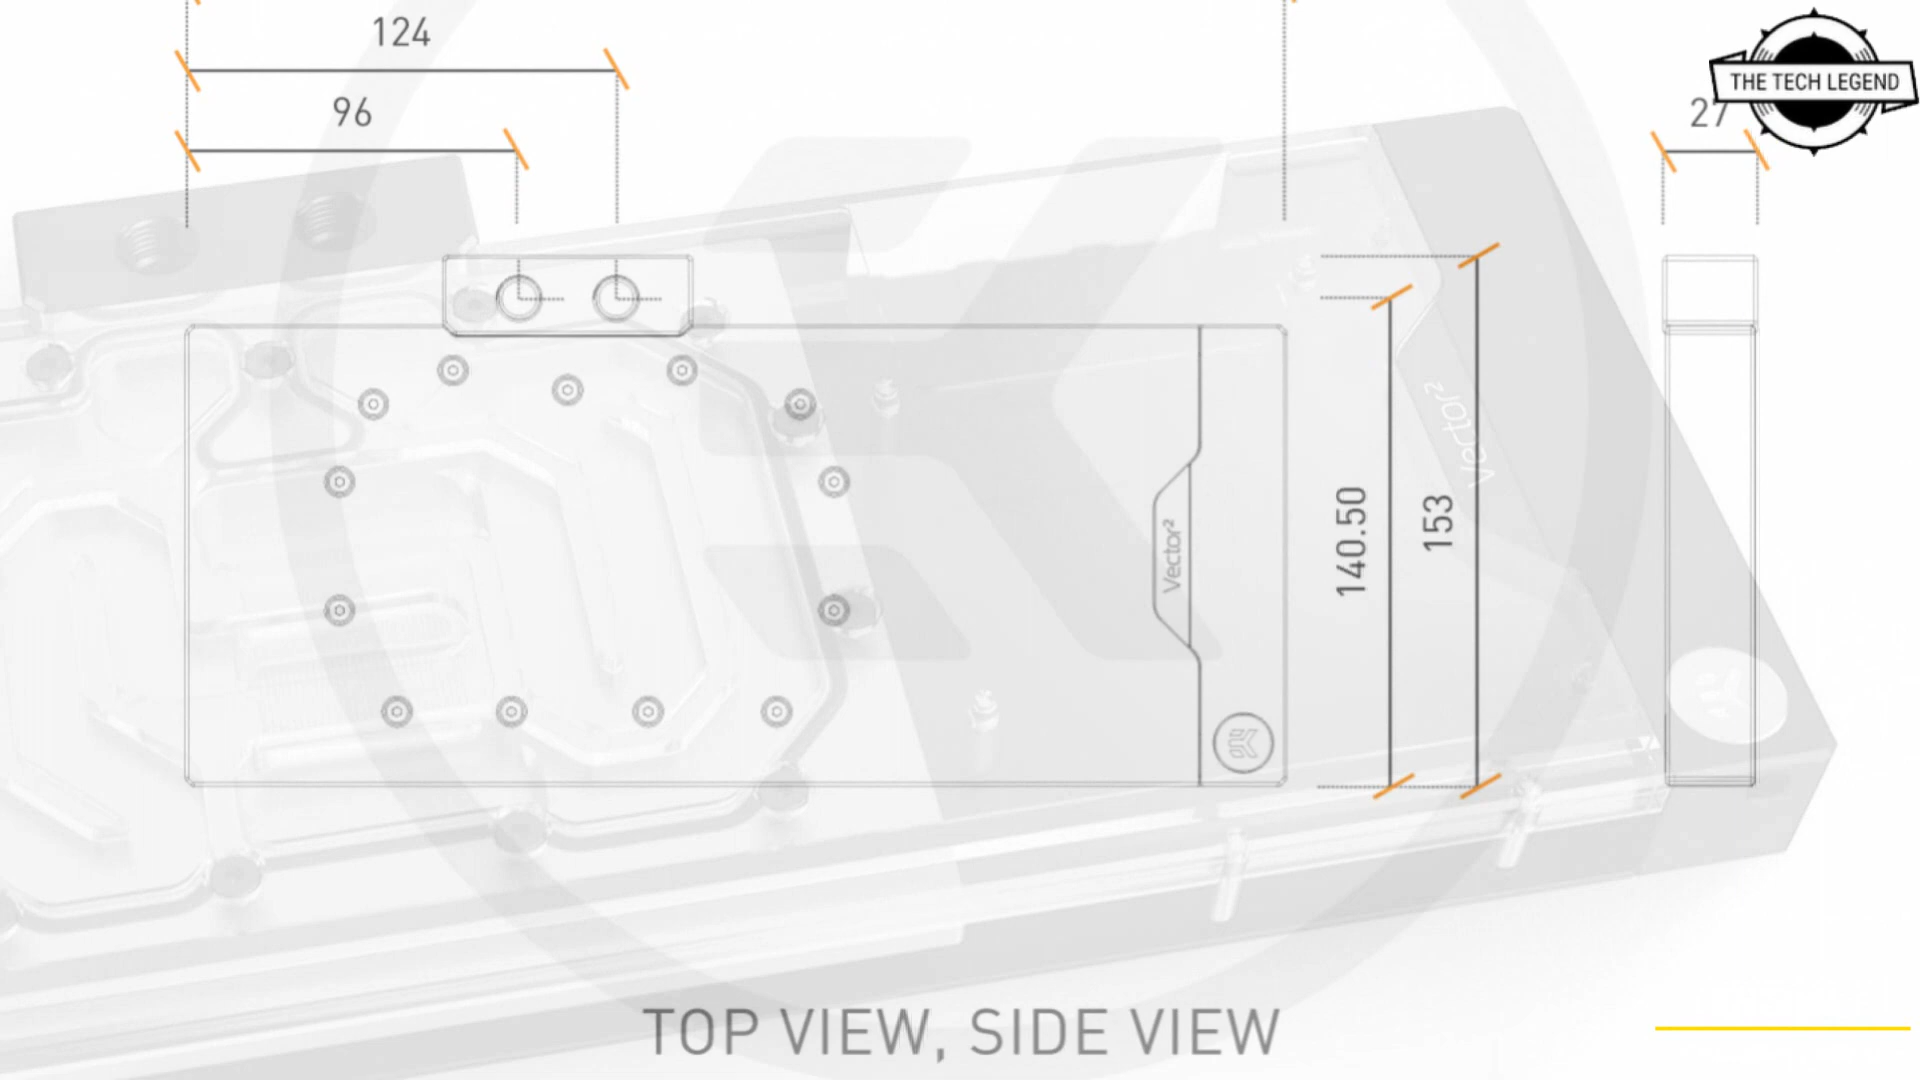 124
96
THE TECH LEGEND
27
140.50
153
Vector²
Vector²
TOP VIEW, SIDE VIEW